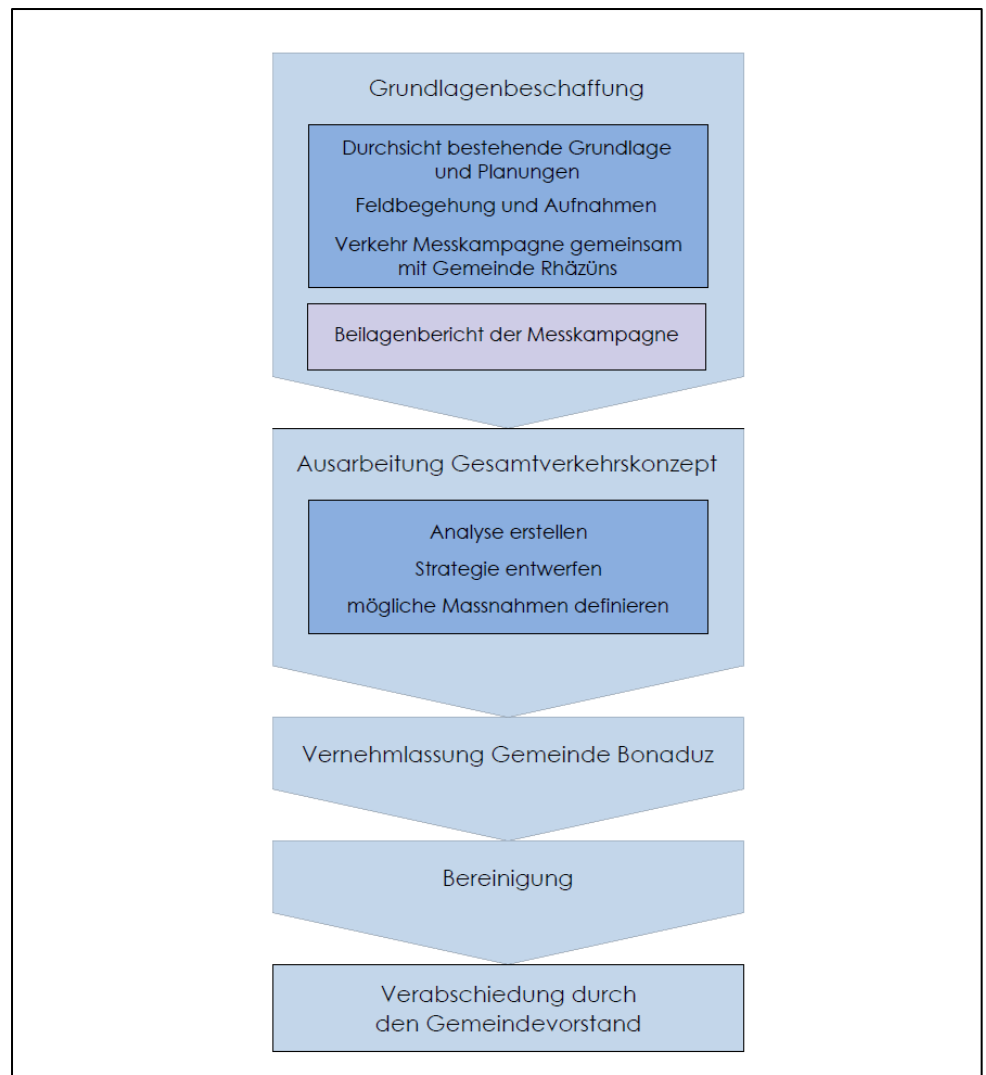 Grundlagenbeschaffung
Durchsicht bestehende Grundlage
und Planungen
Feldbegehung und Aufnahmen
Verkehr Messkampagne gemeinsam
mit Gemeinde Rhäzüns
Beilagenbericht der Messkampagne
Ausarbeitung Gesamtverkehrskonzept
Analyse erstellen
Strategie entwerfen
mögliche Massnahmen definieren
Vernehmlassung Gemeinde Bonaduz
Bereinigung
Verabschiedung durch
den Gemeindevorstand